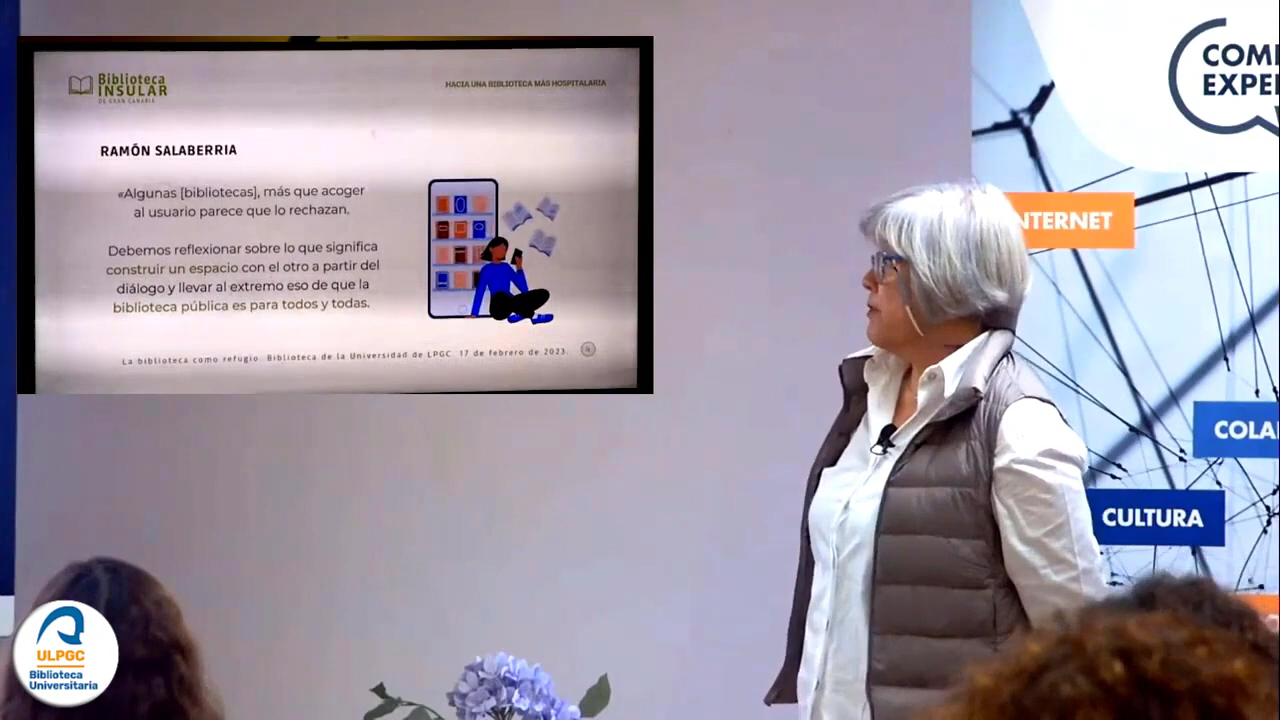 Biblioteca
INSULAR
DE GRAN CANARIA
HACIA UNA BIBLIOTECA MÁS HOSPITALARIA
RAMÓN SALABERRIA
«Algunas [bibliotecas], más que acoger
al usuario parece que lo rechazan.
Debemos reflexionar sobre lo que significa
construir un espacio con el otro a partir del
diálogo y llevar al extremo eso de que la
biblioteca pública es para todos y todas.
La biblioteca como refugio. Biblioteca de la Universidad de LPGC. 17 de febrero de 2023.
COM
EXPE
NTERNET
COLA
CULTURA
ULPGC
Biblioteca
Universitaria